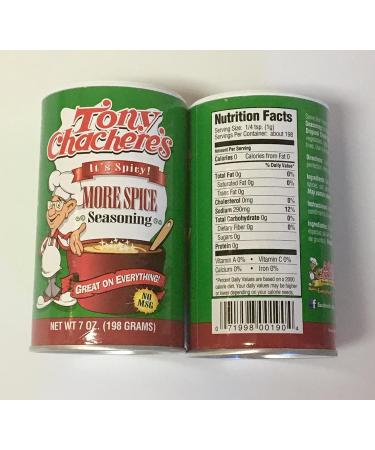 Tony
Chachere's
It's Spicy!
MORE SPICE
Seasoning
GREAT ON EVERYTHING!
NO
MSG
NET WT 7 OZ. (198 GRAMS)
Nutrition Facts
Serving Size: 1/4 tsp. (1g)
Servings Per Container: about 198
Amount Per Serving
Calories 0 Calories from Fat 0
% Daily Value*
Total Fat 0g 0%
Saturated Fat 0g 0%
Trans Fat 0g
Cholesterol 0mg 0%
Sodium 290mg 12%
Total Carbohydrate 0g 0%
Dietary Fiber 0g 0%
Sugars 0g
Protein 0g
Vitamin A 0% • Vitamin C 0%
Calcium 0% • Iron 0%
*Percent Daily Values are based on a 2000
calorie diet. Your daily values may be higher
or lower depending on your calorie needs.
0 71998 00190 4